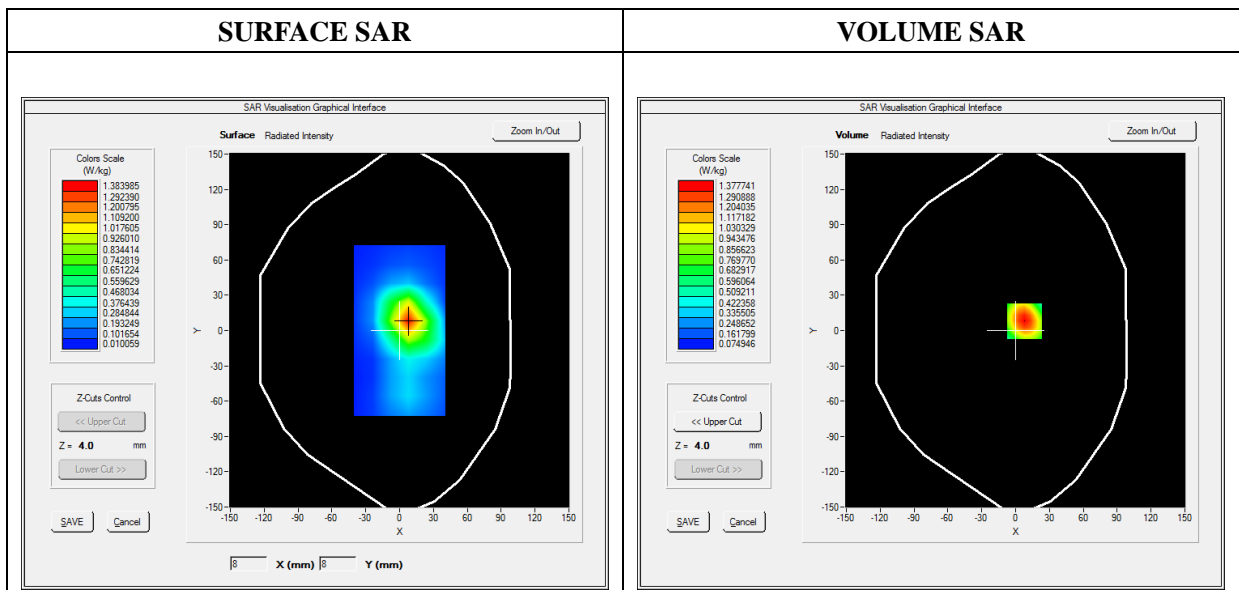 SURFACE SAR
VOLUME SAR
SAR Visualisation Graphical Interface
Surface Radiated Intensity
Zoom In/Out
Colors Scale
(W/kg)
1.383985
1.292390
1.200795
1.109200
1.017605
0.926010
0.834414
0.742819
0.651224
0.559629
0.468034
0.376439
0.284844
0.193249
0.101654
0.010059
Z-Cuts Control
<< Upper Cut
Z = 4.0 mm
Lower Cut >>
SAVE Cancel
150
120
90
60
30
0
-30
-60
-90
-120
-150
Y
-150 -120 -90 -60 -30 0 30 60 90 120 150
X
8 X (mm) 8 Y (mm)
SAR Visualisation Graphical Interface
Volume Radiated Intensity
Zoom In/Out
Colors Scale
(W/kg)
1.377741
1.290888
1.204035
1.117182
1.030329
0.943476
0.856623
0.769770
0.682917
0.596064
0.509211
0.422358
0.335505
0.248652
0.161799
0.074946
Z-Cuts Control
<< Upper Cut
Z = 4.0 mm
Lower Cut >>
SAVE Cancel
150
120
90
60
30
0
-30
-60
-90
-120
-150
Y
-150 -120 -90 -60 -30 0 30 60 90 120 150
X